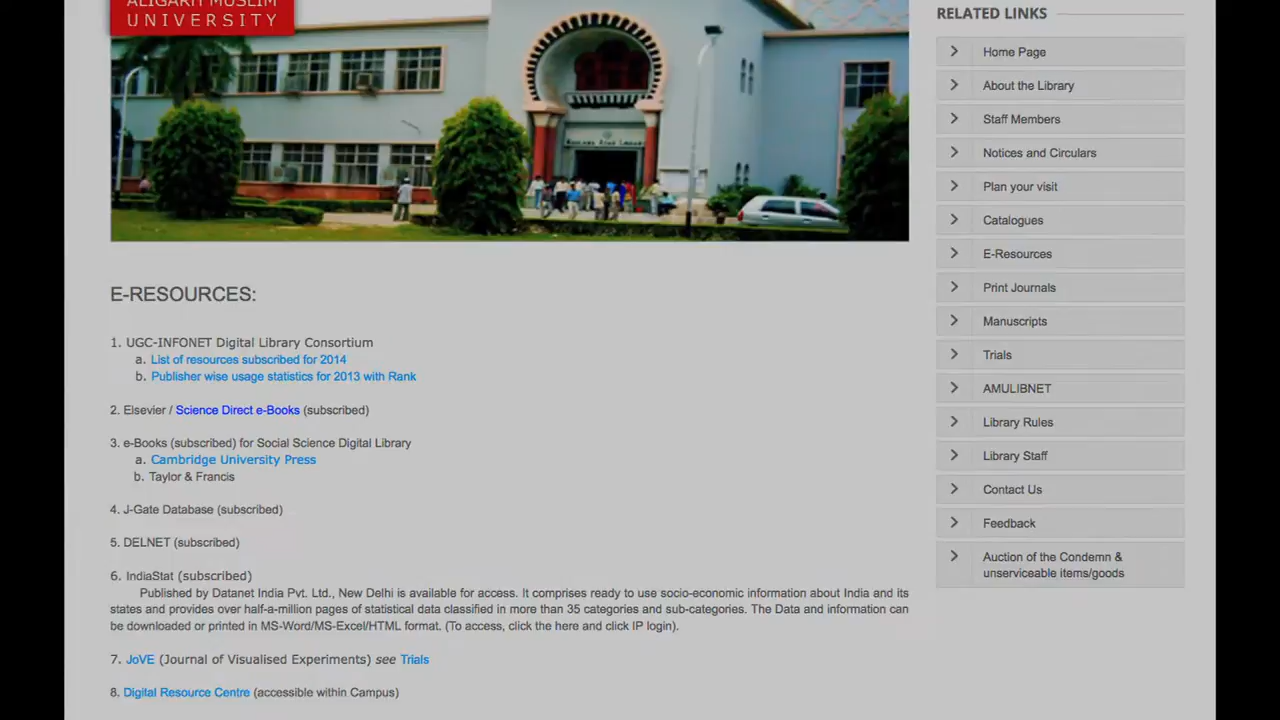 ALIGARH MUSLIM
UNIVERSITY
E-RESOURCES:
1. UGC-INFONET Digital Library Consortium
a. List of resources subscribed for 2014
b. Publisher wise usage statistics for 2013 with Rank
2. Elsevier / Science Direct e-Books (subscribed)
3. e-Books (subscribed) for Social Science Digital Library
a. Cambridge University Press
b. Taylor & Francis
4. J-Gate Database (subscribed)
5. DELNET (subscribed)
6. IndiaStat (subscribed)
Published by Datanet India Pvt. Ltd., New Delhi is available for access. It comprises ready to use socio-economic information about India and its
states and provides over half-a-million pages of statistical data classified in more than 35 categories and sub-categories. The Data and information can
be downloaded or printed in MS-Word/MS-Excel/HTML format. (To access, click the here and click IP login).
7. JoVE (Journal of Visualised Experiments) see Trials
8. Digital Resource Centre (accessible within Campus)
RELATED LINKS
Home Page
About the Library
Staff Members
Notices and Circulars
Plan your visit
Catalogues
E-Resources
Print Journals
Manuscripts
Trials
AMULIBNET
Library Rules
Library Staff
Contact Us
Feedback
Auction of the Condemn &
unserviceable items/goods